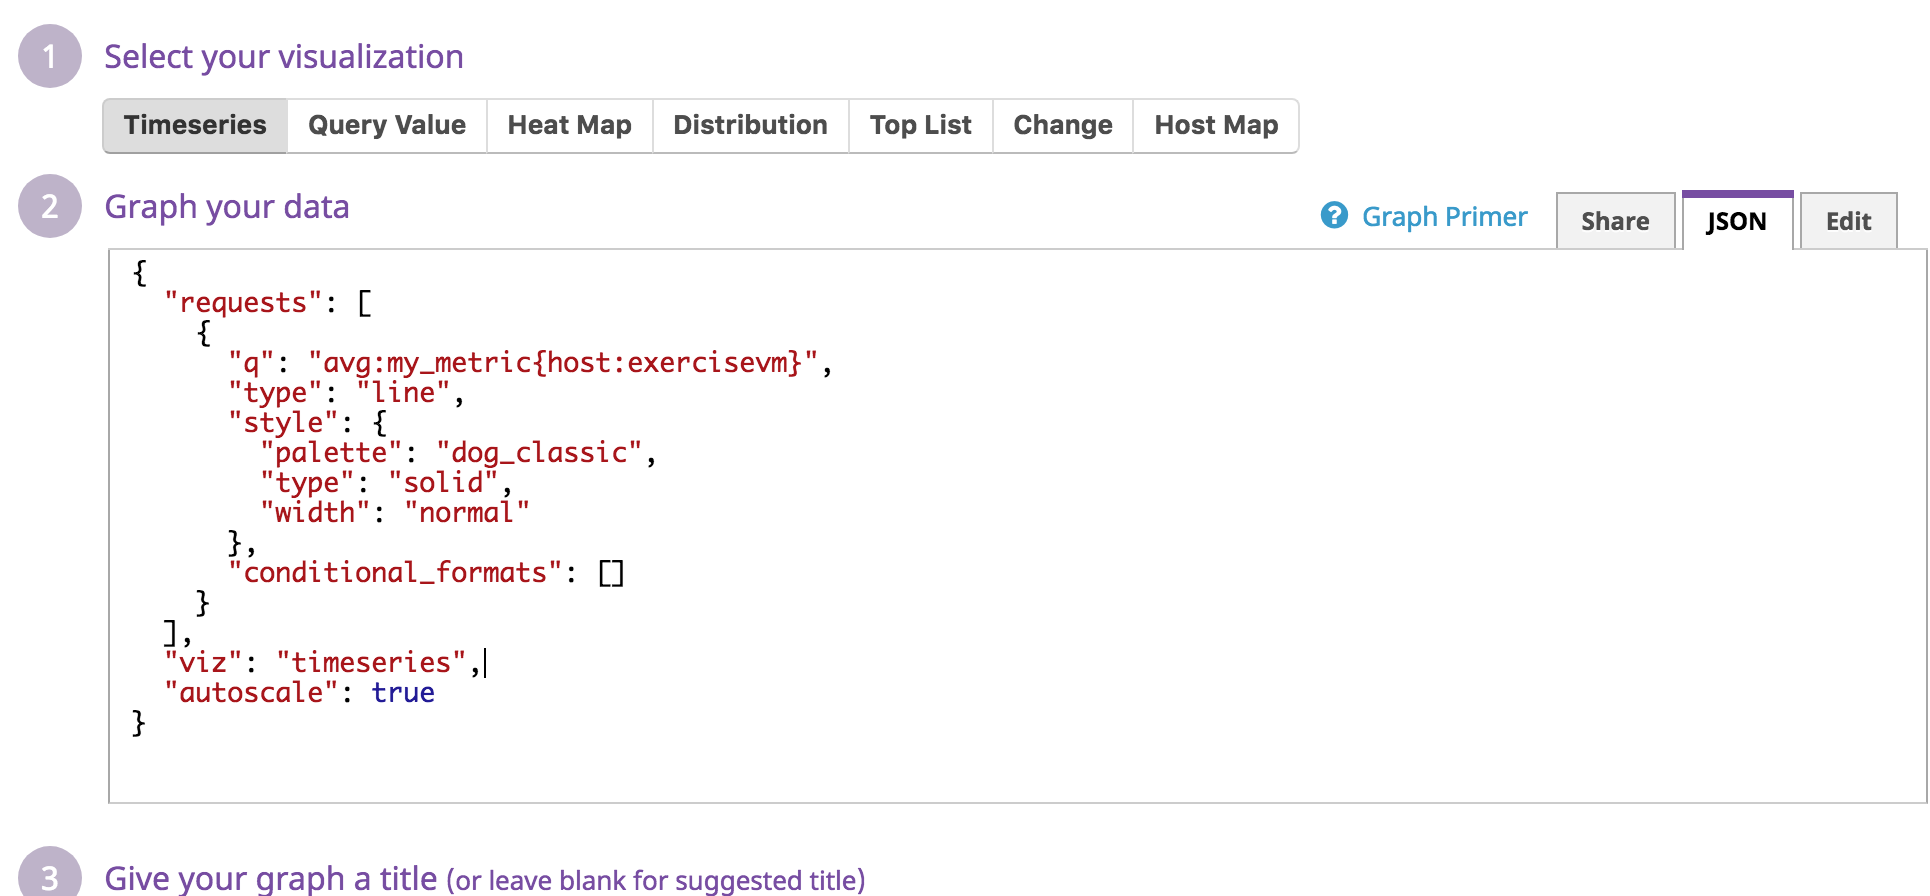 1 Select your visualization
Timeseries Query Value Heat Map Distribution Top List Change Host Map
2 Graph your data
? Graph Primer Share JSON Edit
{
  "requests": [
    {
      "q": "avg:my_metric{host:exercisevm}",
      "type": "line",
      "style": {
        "palette": "dog_classic",
        "type": "solid",
        "width": "normal"
      },
      "conditional_formats": []
    }
  ],
  "viz": "timeseries",
  "autoscale": true
}
3 Give your graph a title (or leave blank for suggested title)